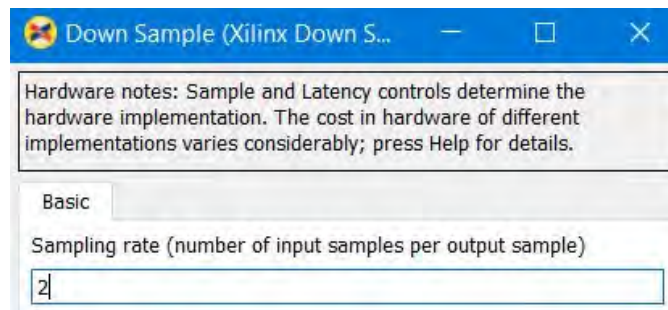 Down Sample (Xilinx Down S...
Hardware notes: Sample and Latency controls determine the
hardware implementation. The cost in hardware of different
implementations varies considerably; press Help for details.
Basic
Sampling rate (number of input samples per output sample)
2